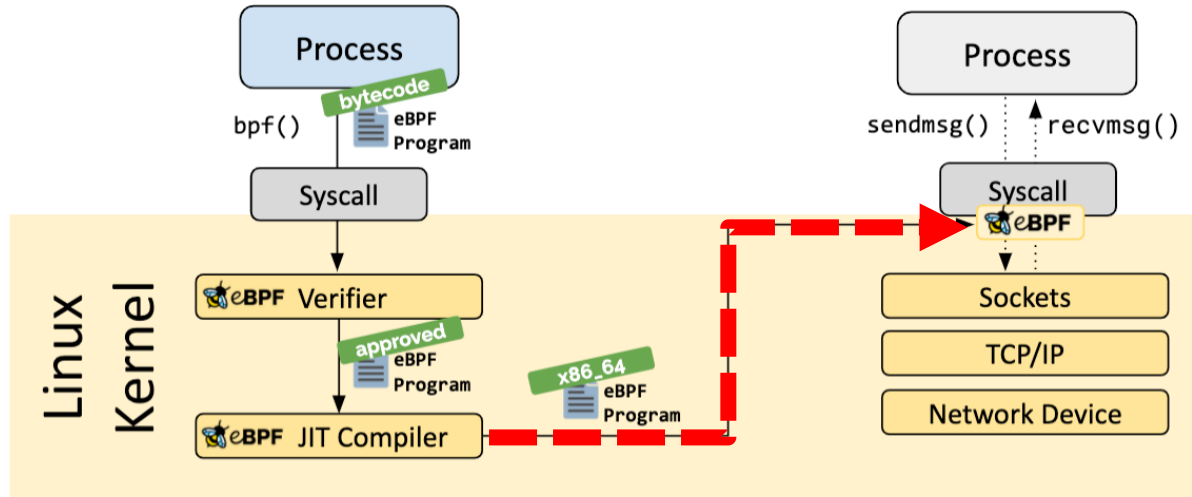 Process
bytecode
bpf()
eBPF
Program
Syscall
Linux
Kernel
eBPF Verifier
approved
eBPF
Program
eBPF JIT Compiler
x86_64
eBPF
Program
Process
sendmsg()
recvmsg()
Syscall
eBPF
Sockets
TCP/IP
Network Device